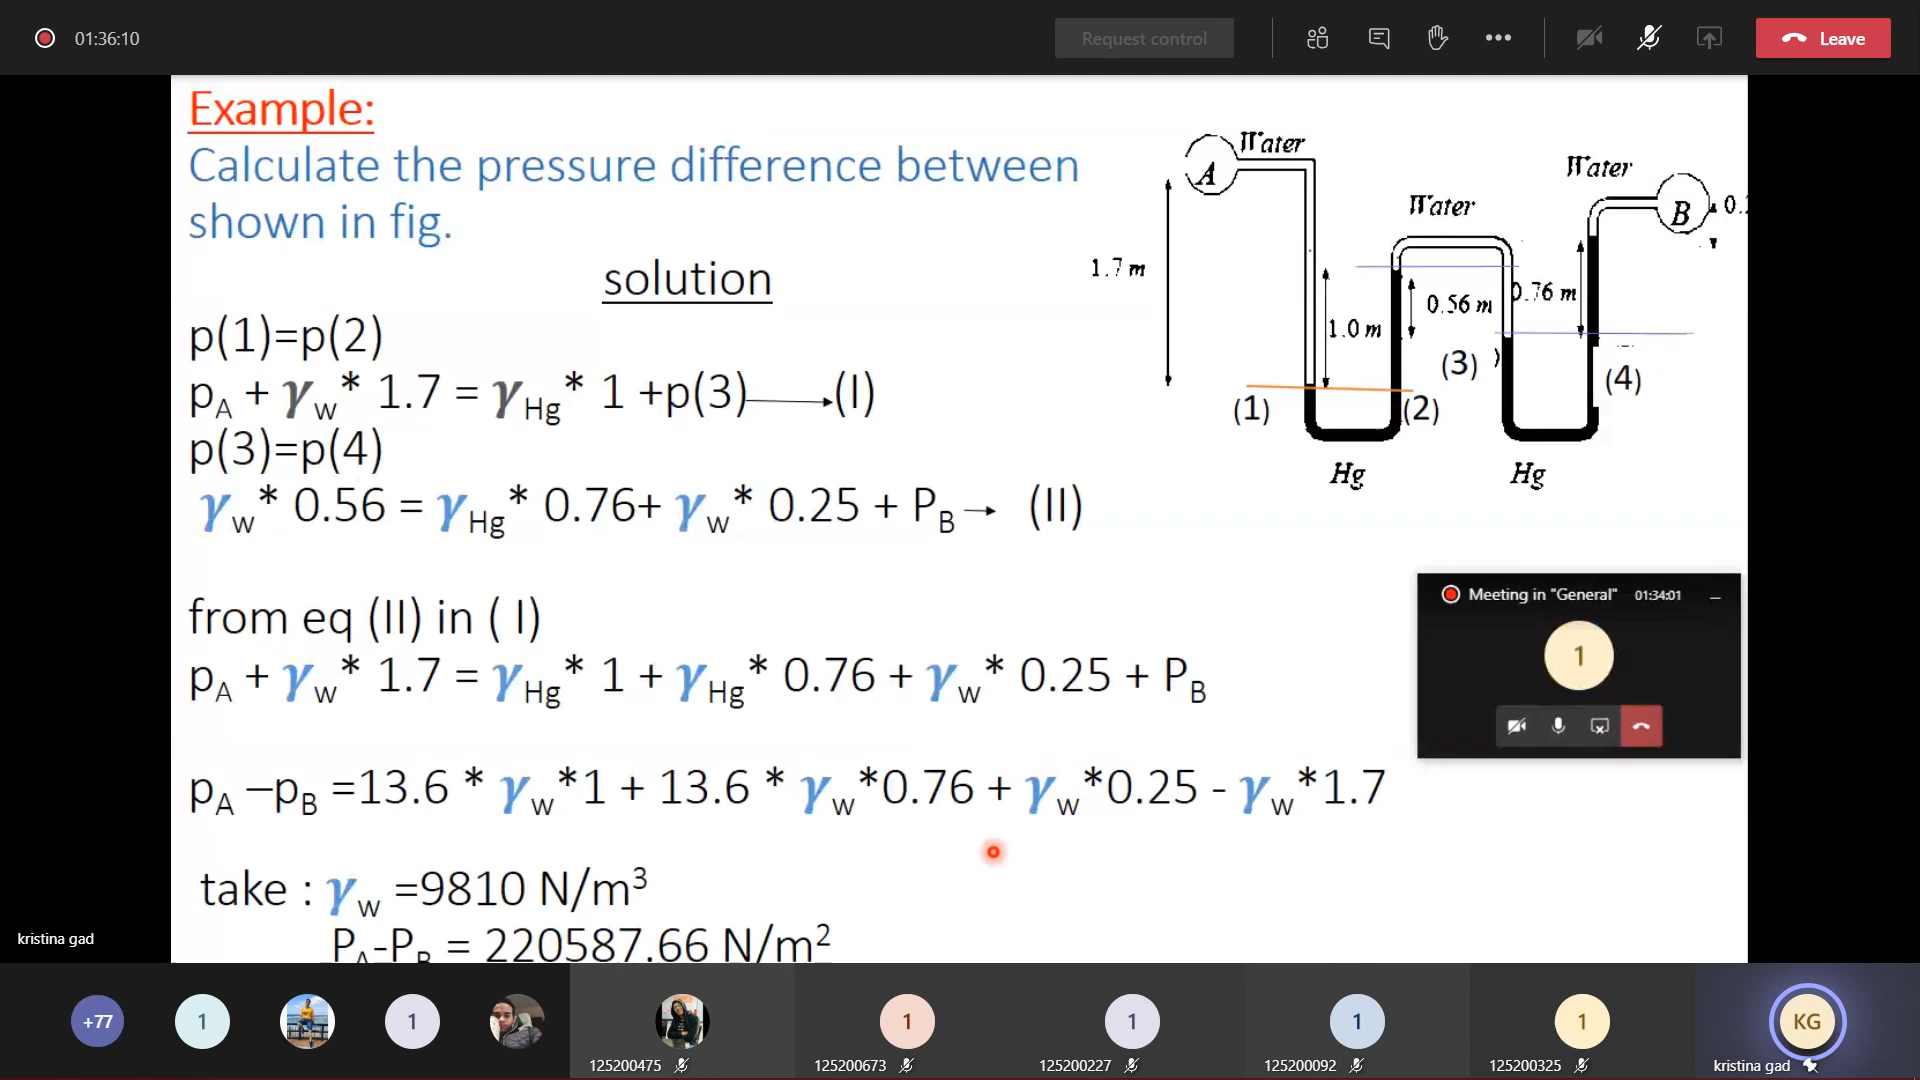 01:36:10
Request control
Leave
Example:
Calculate the pressure difference between
shown in fig.
solution
p(1)=p(2)
pA + γw* 1.7 = γHg* 1 +p(3)→(I)
p(3)=p(4)
γw* 0.56 = γHg* 0.76+ γw* 0.25 + PB→ (II)
from eq (II) in ( I)
pA + γw* 1.7 = γHg* 1 + γHg* 0.76 + γw* 0.25 + PB
pA –pB =13.6 * γw*1 + 13.6 * γw*0.76 + γw*0.25 - γw*1.7
take : γw =9810 N/m³
PA-PB = 220587.66 N/m²
Water
A
Water
Water
B
1.7 m
1.0 m
0.56 m
0.76 m
(1)
(2)
(3)
(4)
Hg
Hg
Meeting in "General" 01:34:01
1
kristina gad
+77
1
1
1
1
1
1
KG
125200475
125200673
125200227
125200092
125200325
kristina gad